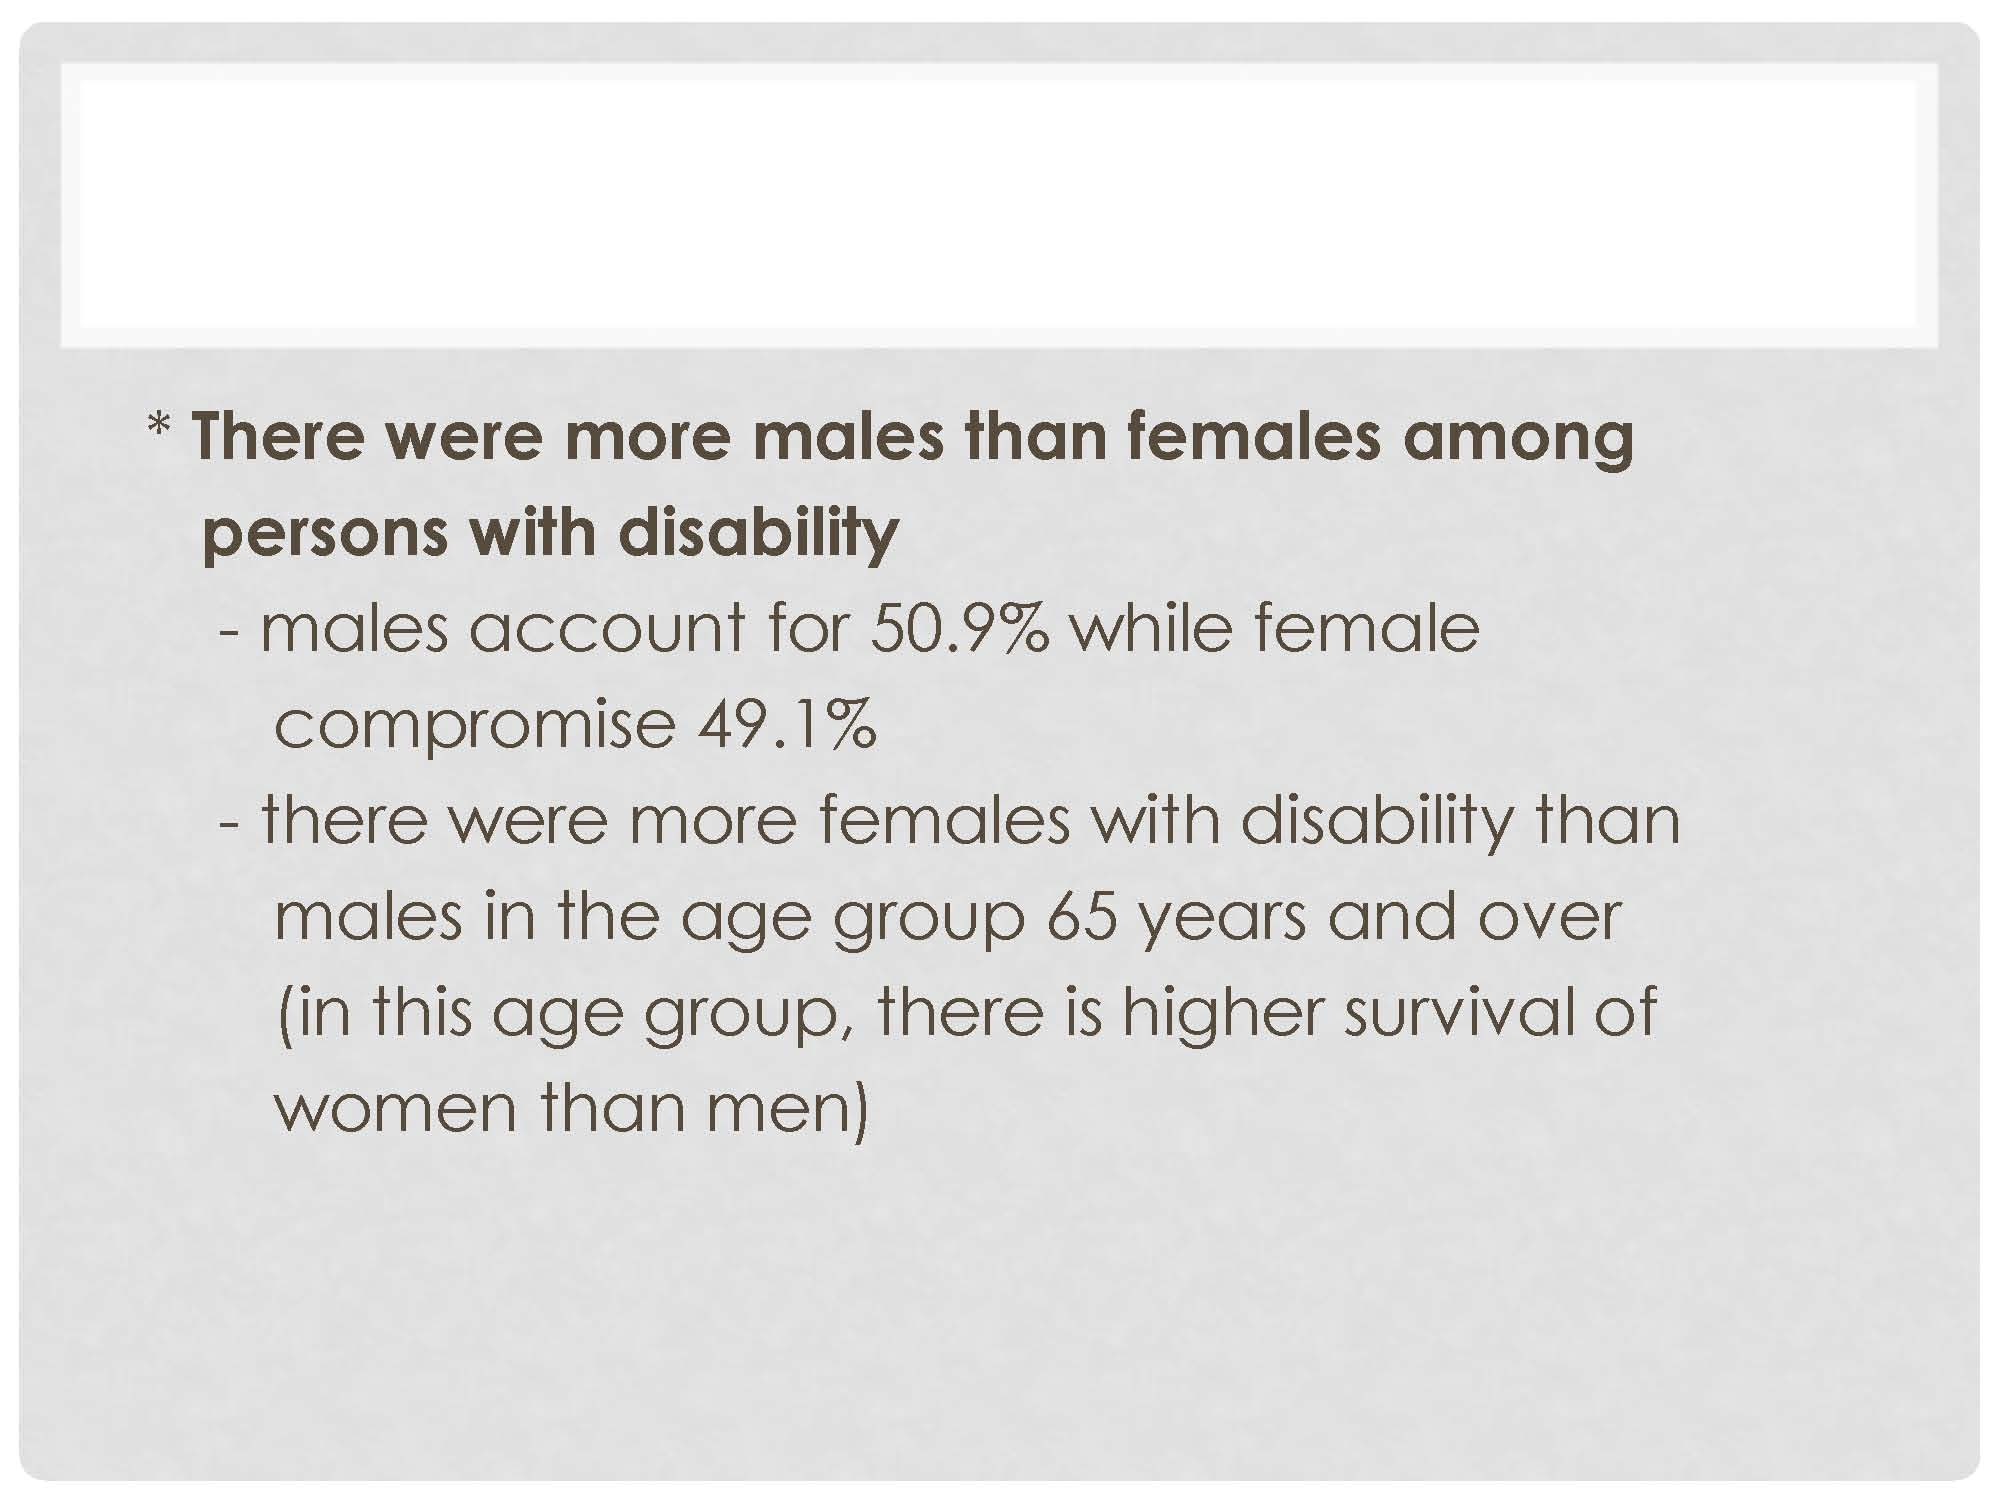 * There were more males than females among
persons with disability
- males account for 50.9% while female
compromise 49.1%
- there were more females with disability than
males in the age group 65 years and over
(in this age group, there is higher survival of
women than men)